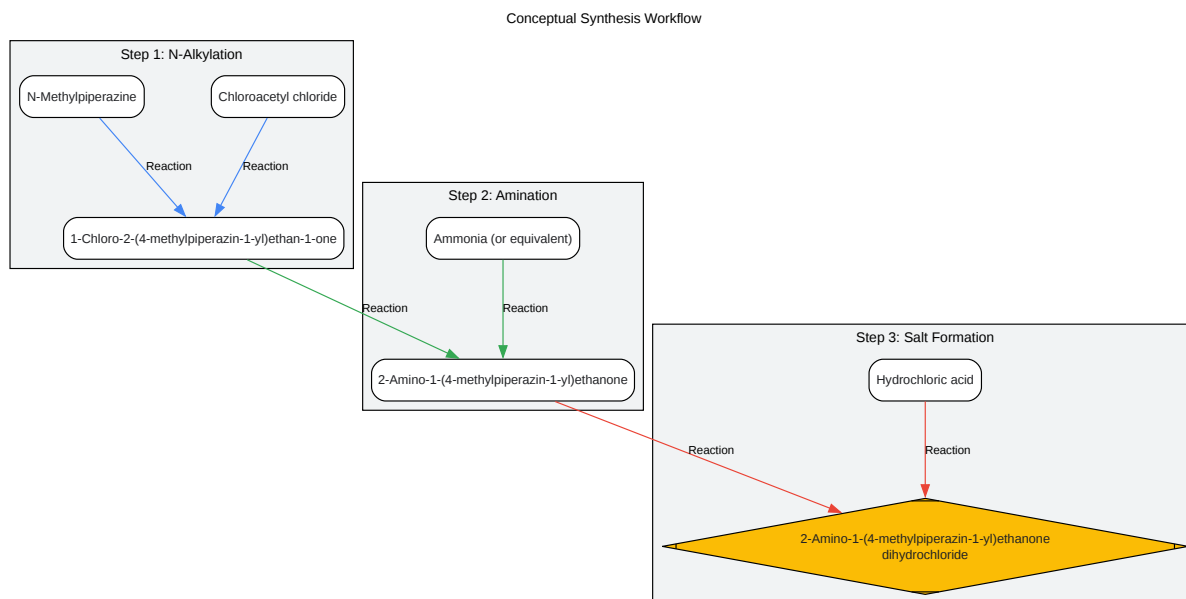 Conceptual Synthesis Workflow
Step 1: N-Alkylation
N-Methylpiperazine
Chloroacetyl chloride
Reaction
Reaction
1-Chloro-2-(4-methylpiperazin-1-yl)ethan-1-one
Step 2: Amination
Ammonia (or equivalent)
Reaction
Reaction
2-Amino-1-(4-methylpiperazin-1-yl)ethanone
Step 3: Salt Formation
Hydrochloric acid
Reaction
Reaction
2-Amino-1-(4-methylpiperazin-1-yl)ethanone
dihydrochloride